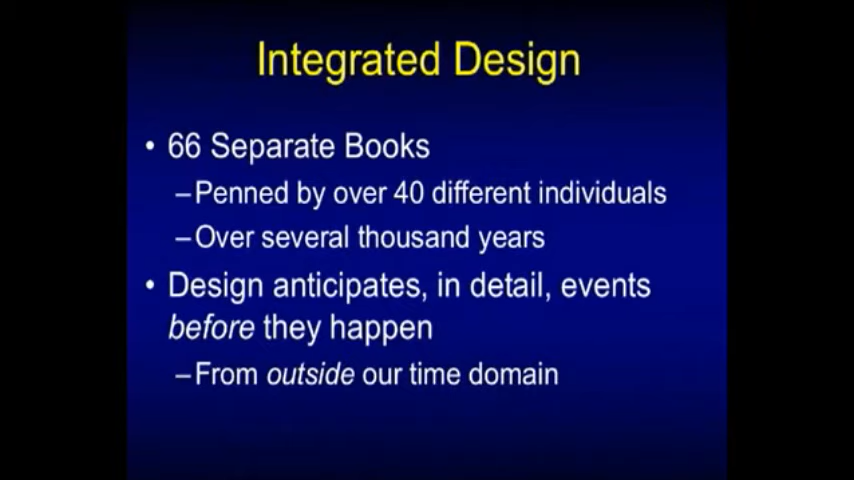 Integrated Design
• 66 Separate Books
–Penned by over 40 different individuals
–Over several thousand years
• Design anticipates, in detail, events
before they happen
–From outside our time domain